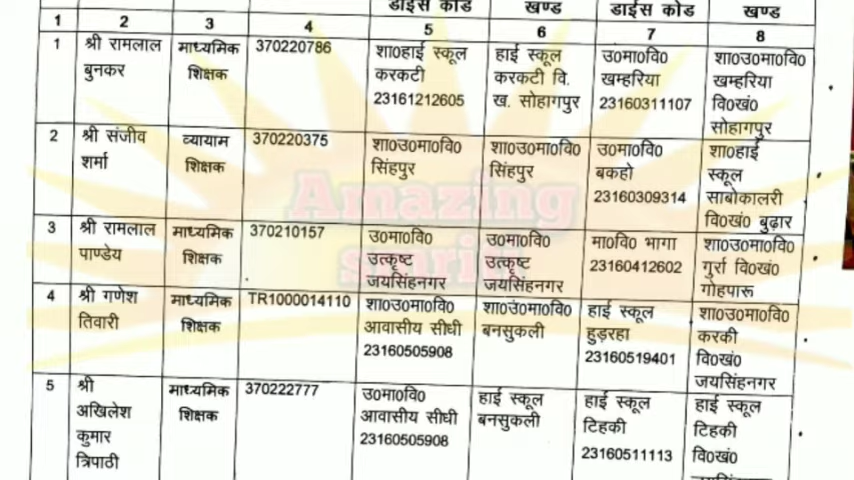 डाईस कोड खण्ड डाईस कोड खण्ड
1 2 3 4 5 6 7 8
1 श्री रामलाल बुनकर माध्यमिक शिक्षक 370220786 शा0हाई स्कूल करकटी 23161212605 हाई स्कूल करकटी वि. ख. सोहागपुर उ0मा0वि0 खम्हरिया 23160311107 शा0उ0मा0वि0 खम्हरिया वि0खं0 सोहागपुर
2 श्री संजीव शर्मा व्यायाम शिक्षक 370220375 शा0उ0मा0वि0 सिंहपुर शा0उ0मा0वि0 सिंहपुर उ0मा0वि0 बकहो 23160309314 शा0हाई स्कूल साबोकालरी वि0खं0 बुढ़ार
3 श्री रामलाल पाण्डेय माध्यमिक शिक्षक 370210157 उ0मा0वि0 उत्कृष्ट जयसिंहनगर उ0मा0वि0 उत्कृष्ट जयसिंहनगर मा0वि0 भागा 23160412602 शा0उ0मा0वि0 गुर्रा वि0खं0 गोहपारू
4 श्री गणेश तिवारी माध्यमिक शिक्षक TR1000014110 शा0उ0मा0वि0 आवासीय सीधी 23160505908 शा0उ0मा0वि0 बनसुकली हाई स्कूल हुड़रहा 23160519401 शा0उ0मा0वि0 करकी वि0खं0 जयसिंहनगर
5 श्री अखिलेश कुमार त्रिपाठी माध्यमिक शिक्षक 370222777 उ0मा0वि0 आवासीय सीधी 23160505908 हाई स्कूल बनसुकली हाई स्कूल टिहकी 23160511113 हाई स्कूल टिहकी वि0खं0
Amazing